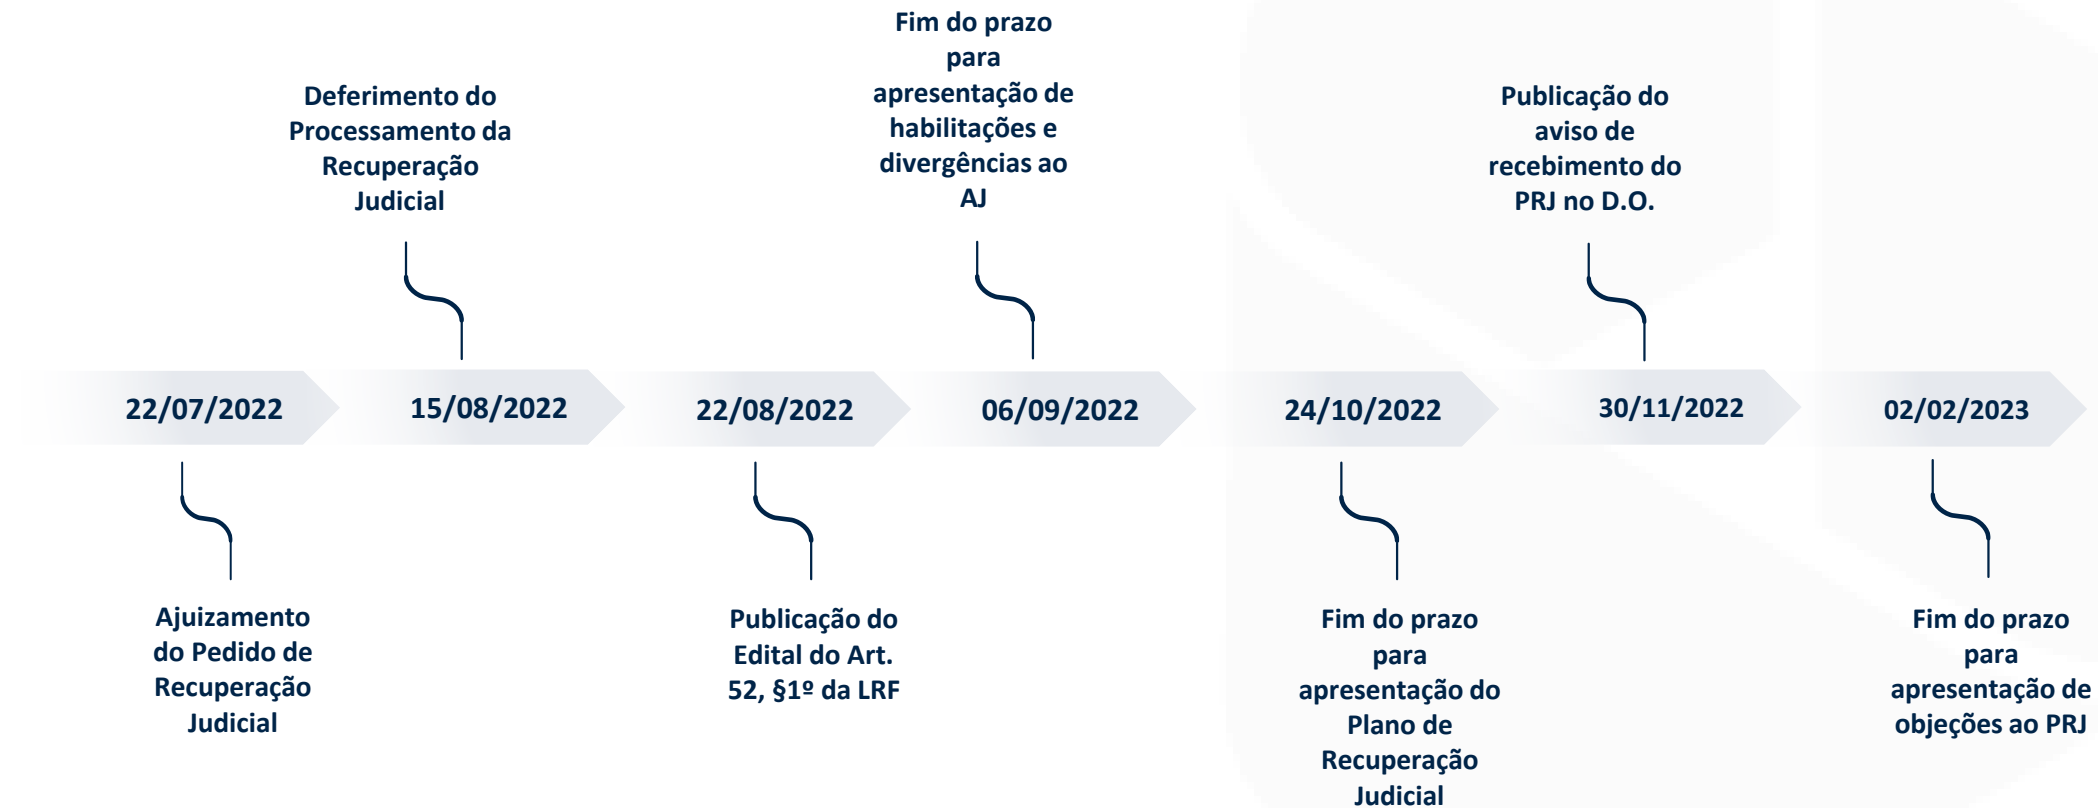 Fim do prazo
para
apresentação de
habilitações e
divergências ao
AJ
Deferimento do
Processamento da
Recuperação
Judicial
Publicação do
aviso de
recebimento do
PRJ no D.O.
22/07/2022
15/08/2022
22/08/2022
06/09/2022
24/10/2022
30/11/2022
02/02/2023
Ajuizamento
do Pedido de
Recuperação
Judicial
Publicação do
Edital do Art.
52, §1º da LRF
Fim do prazo
para
apresentação do
Plano de
Recuperação
Judicial
Fim do prazo
para
apresentação de
objeções ao PRJ